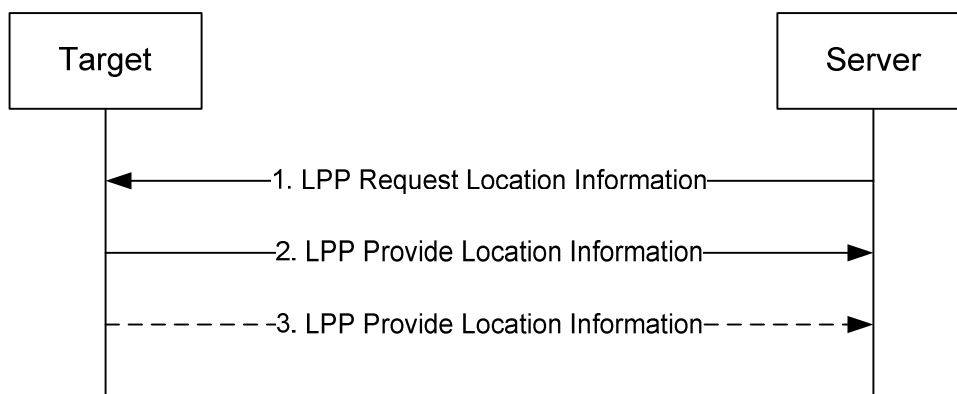 Target
Server
1. LPP Request Location Information
2. LPP Provide Location Information
3. LPP Provide Location Information